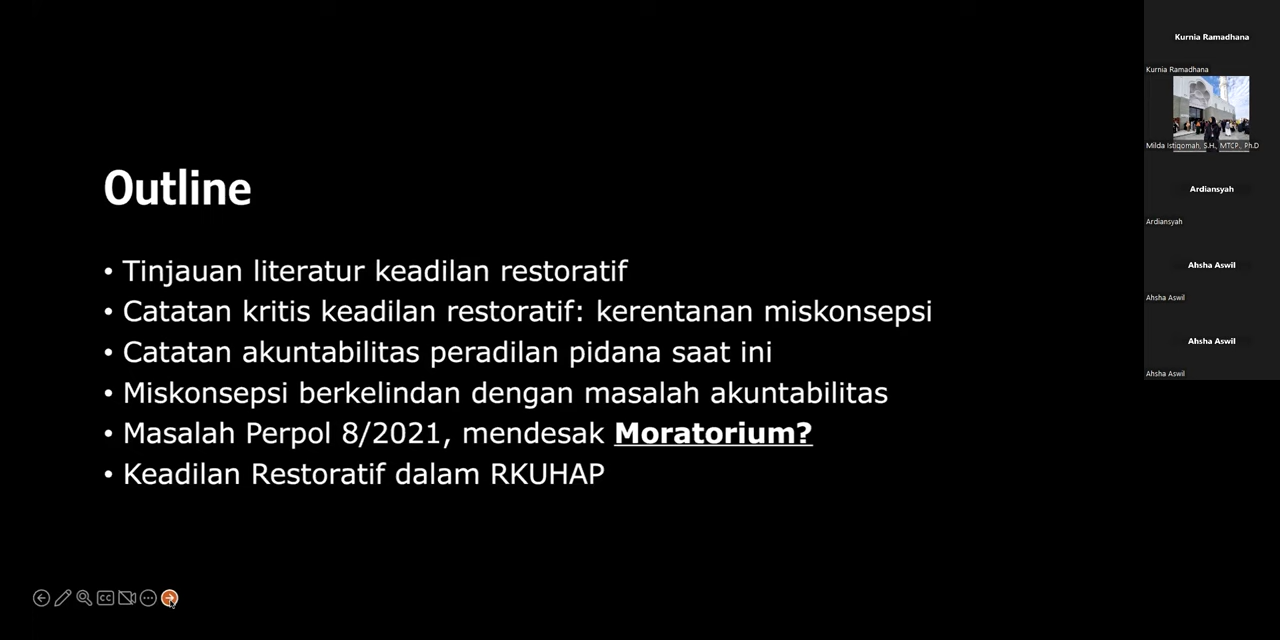 Outline
• Tinjauan literatur keadilan restoratif
• Catatan kritis keadilan restoratif: kerentanan miskonsepsi
• Catatan akuntabilitas peradilan pidana saat ini
• Miskonsepsi berkelindan dengan masalah akuntabilitas
• Masalah Perpol 8/2021, mendesak Moratorium?
• Keadilan Restoratif dalam RKUHAP
CC
Kurnia Ramadhana
Kurnia Ramadhana
Milda Istiqomah, S.H., MTCP., Ph.D
Ardiansyah
Ardiansyah
Ahsha Aswil
Ahsha Aswil
Ahsha Aswil
Ahsha Aswil